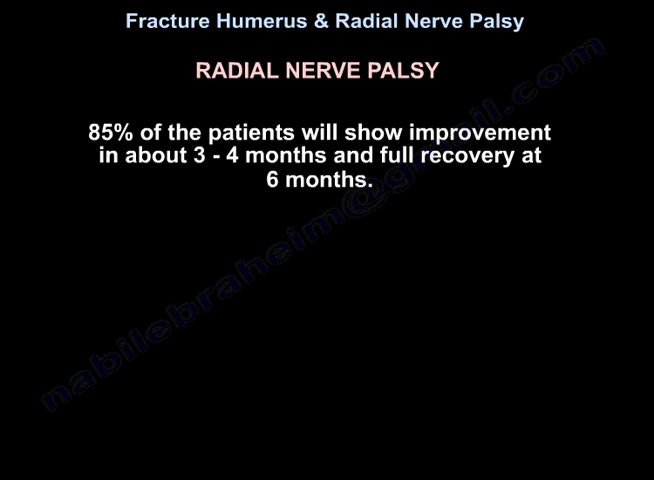 Fracture Humerus & Radial Nerve Palsy
RADIAL NERVE PALSY
85% of the patients will show improvement
in about 3 - 4 months and full recovery at
6 months.
nabilebraheim@gmail.com